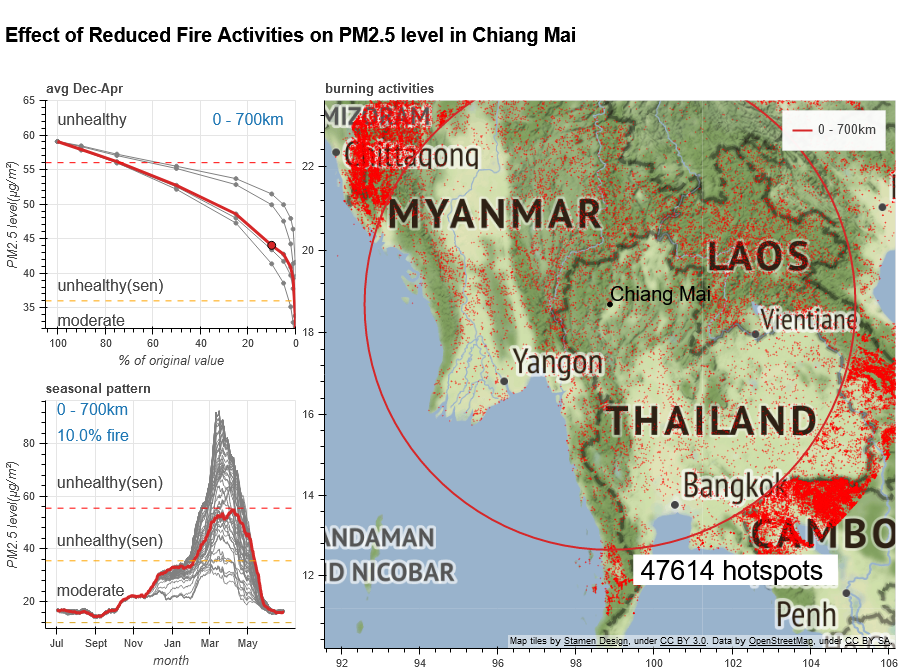 Effect of Reduced Fire Activities on PM2.5 level in Chiang Mai
avg Dec-Apr
65
60
55
50
45
40
35
PM2.5 level(µg/m²)
unhealthy
0 - 700km
unhealthy(sen)
moderate
100
80
60
40
20
0
% of original value
seasonal pattern
80
60
40
20
PM2.5 level(µg/m²)
0 - 700km
10.0% fire
unhealthy(sen)
unhealthy(sen)
moderate
Jul
Sept
Nov
Jan
Mar
May
month
burning activities
22
20
18
16
14
12
0 - 700km
MIZORAM
Chittagong
MYANMAR
LAOS
Chiang Mai
Vientiane
Yangon
THAILAND
Bangkok
CAMBO
ANDAMAN
D NICOBAR
47614 hotspots
Penh
Map tiles by Stamen Design, under CC BY 3.0. Data by OpenStreetMap, under CC BY SA.
92
94
96
98
100
102
104
106